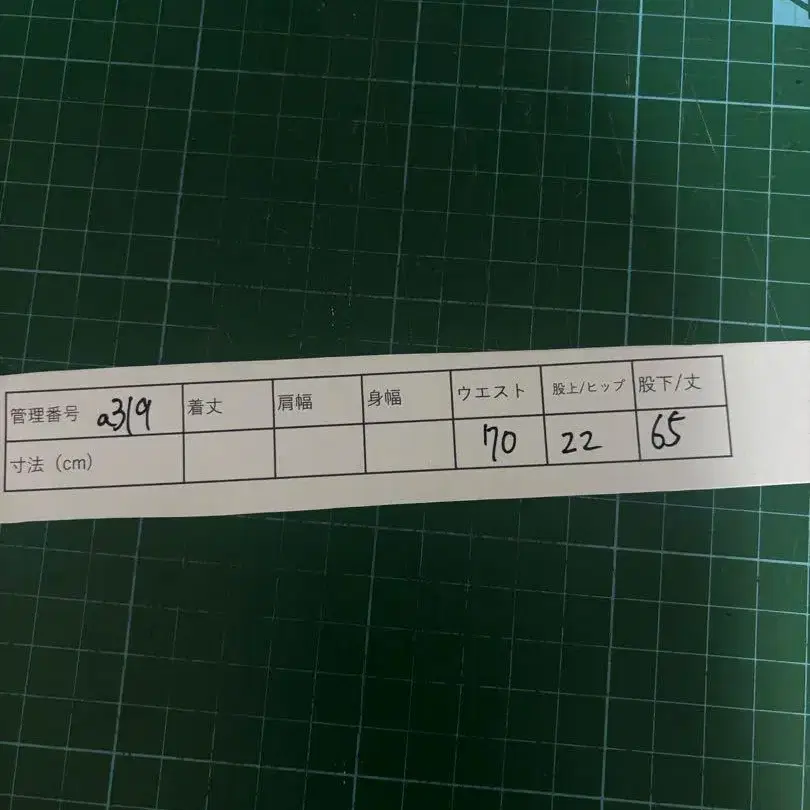 管理番号 a319 着丈 肩幅 身幅 ウエスト 股上/ヒップ 股下/丈
寸法（cm） 70 22 65